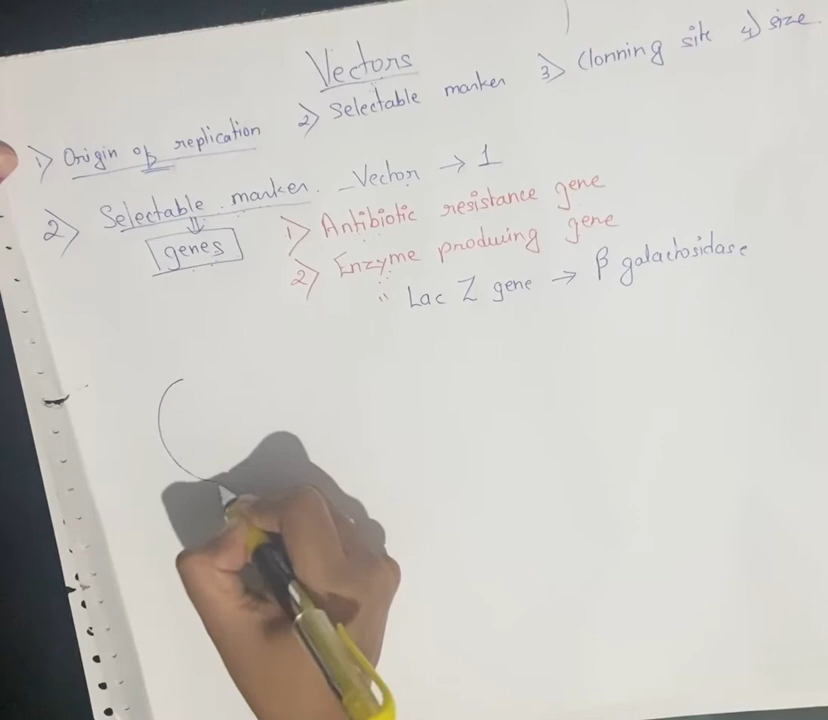 Vectors
1) Origin of replication 2) Selectable marker 3) Clonning site 4) size
2) Selectable marker. - Vector → 1
⇓
genes
1) Antibiotic resistance gene
2) Enzyme produing gene
Lac Z gene → β galactosidase